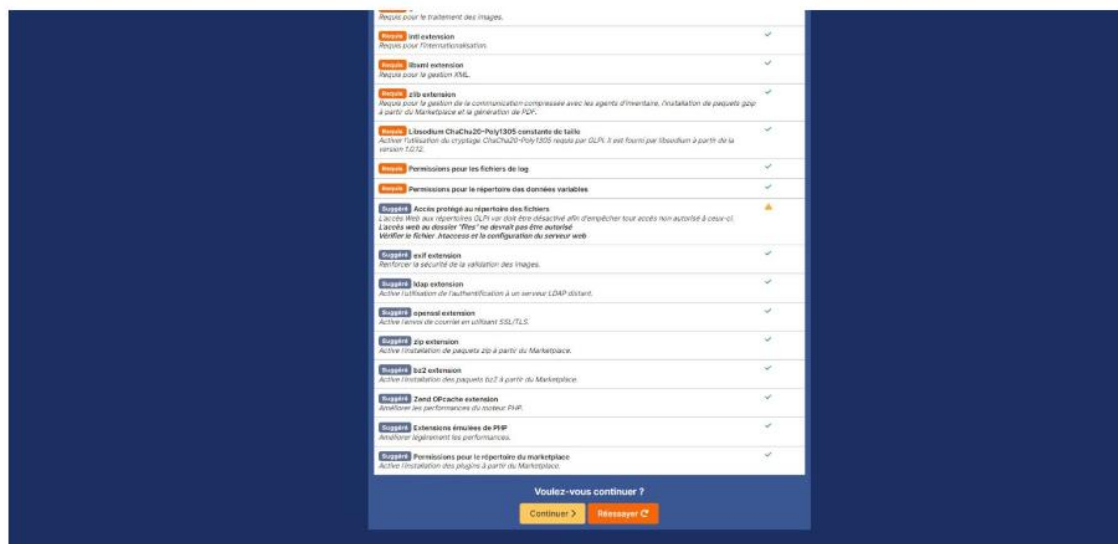 Requis pour le traitement des images.
Requis intl extension
Requis pour l'internationalisation.
Requis libxml extension
Requis pour la gestion XML.
Requis zlib extension
Requis pour la gestion de la communication compressée avec les agents d'inventaire, l'installation de paquets gzip
à partir du Marketplace et la génération de PDF.
Requis Libsodium ChaCha20-Poly1305 constante de taille
Activer l'utilisation du cryptage ChaCha20-Poly1305 requis par GLPI. Il est fourni par libsodium à partir de la
version 1.0.12.
Requis Permissions pour les fichiers de log
Requis Permissions pour le répertoire des données variables
Suggéré Accès protégé au répertoire des fichiers
L'accès Web aux répertoires GLPI var doit être désactivé afin d'empêcher tout accès non autorisé à ceux-ci.
L'accès web au dossier "files" ne devrait pas être autorisé
Vérifier le fichier .htaccess et la configuration du serveur web
Suggéré exif extension
Renforcer la sécurité de la validation des images.
Suggéré ldap extension
Active l'utilisation de l'authentification à un serveur LDAP distant.
Suggéré openssl extension
Active l'envoi de courriel en utilisant SSL/TLS.
Suggéré zip extension
Active l'installation de paquets zip à partir du Marketplace.
Suggéré bz2 extension
Active l'installation des paquets bz2 à partir du Marketplace.
Suggéré Zend OPcache extension
Améliorer les performances du moteur PHP.
Suggéré Extensions émulées de PHP
Améliorer légèrement les performances.
Suggéré Permissions pour le répertoire du marketplace
Active l'installation des plugins à partir du Marketplace.
Voulez-vous continuer ?
Continuer >
Réessayer